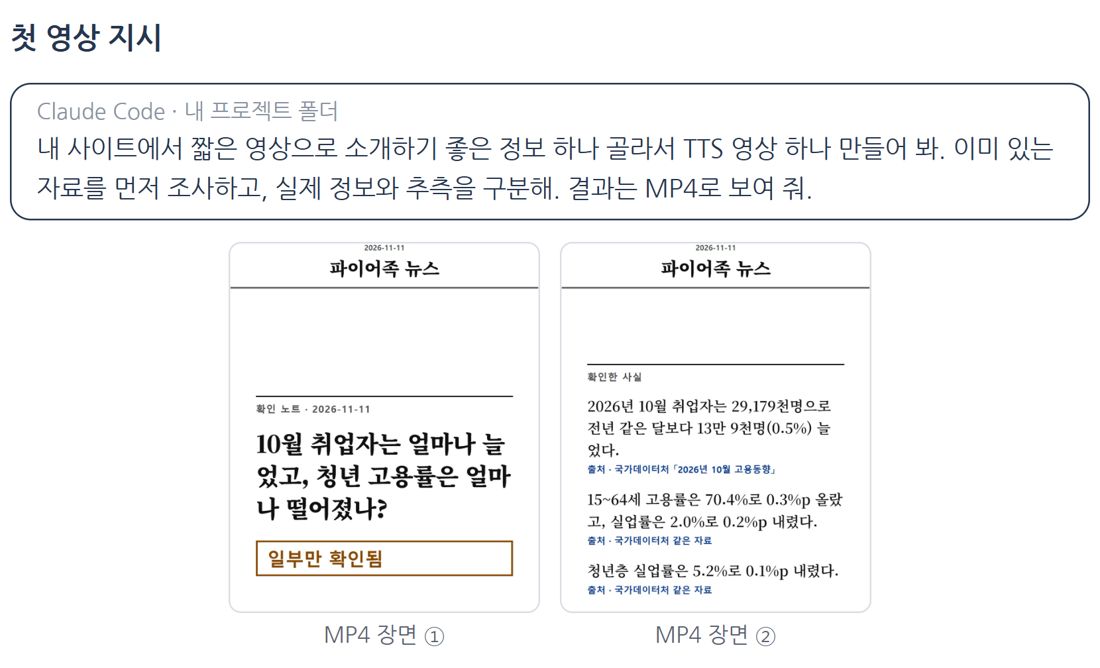 첫 영상 지시
Claude Code · 내 프로젝트 폴더
내 사이트에서 짧은 영상으로 소개하기 좋은 정보 하나 골라서 TTS 영상 하나 만들어 봐. 이미 있는
자료를 먼저 조사하고, 실제 정보와 추측을 구분해. 결과는 MP4로 보여 줘.
2026-11-11
파이어족 뉴스
확인 노트 · 2026-11-11
10월 취업자는 얼마나 늘
었고, 청년 고용률은 얼마
나 떨어졌나?
일부만 확인됨
MP4 장면 ①
2026-11-11
파이어족 뉴스
확인한 사실
2026년 10월 취업자는 29,179천명으로
전년 같은 달보다 13만 9천명(0.5%) 늘
었다.
출처 · 국가데이터처 「2026년 10월 고용동향」
15~64세 고용률은 70.4%로 0.3%p 올랐
고, 실업률은 2.0%로 0.2%p 내렸다.
출처 · 국가데이터처 같은 자료
청년층 실업률은 5.2%로 0.1%p 내렸다.
출처 · 국가데이터처 같은 자료
MP4 장면 ②